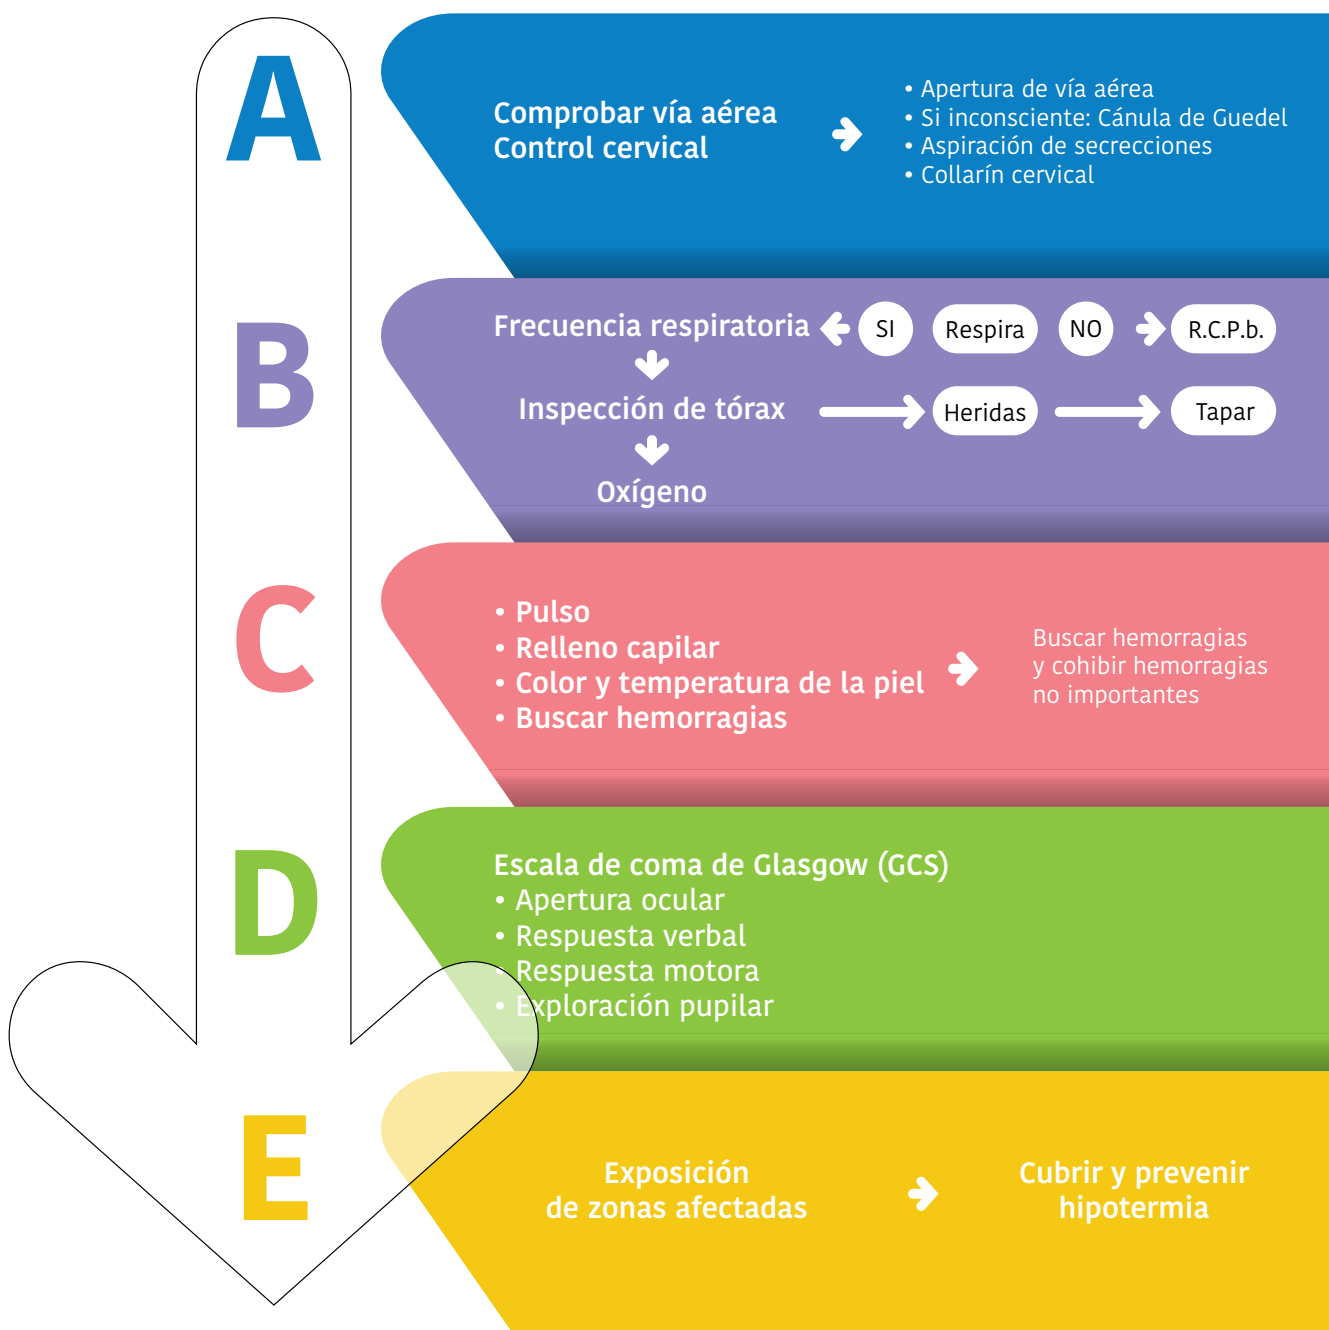 A
Comprobar vía aérea
Control cervical
• Apertura de vía aérea
• Si inconsciente: Cánula de Guedel
• Aspiración de secrecciones
• Collarín cervical
B
Frecuencia respiratoria
SI
Respira
NO
R.C.P.b.
Inspección de tórax
Heridas
Tapar
Oxígeno
C
• Pulso
• Relleno capilar
• Color y temperatura de la piel
• Buscar hemorragias
Buscar hemorragias
y cohibir hemorragias
no importantes
D
Escala de coma de Glasgow (GCS)
• Apertura ocular
• Respuesta verbal
• Respuesta motora
• Exploración pupilar
E
Exposición
de zonas afectadas
Cubrir y prevenir
hipotermia